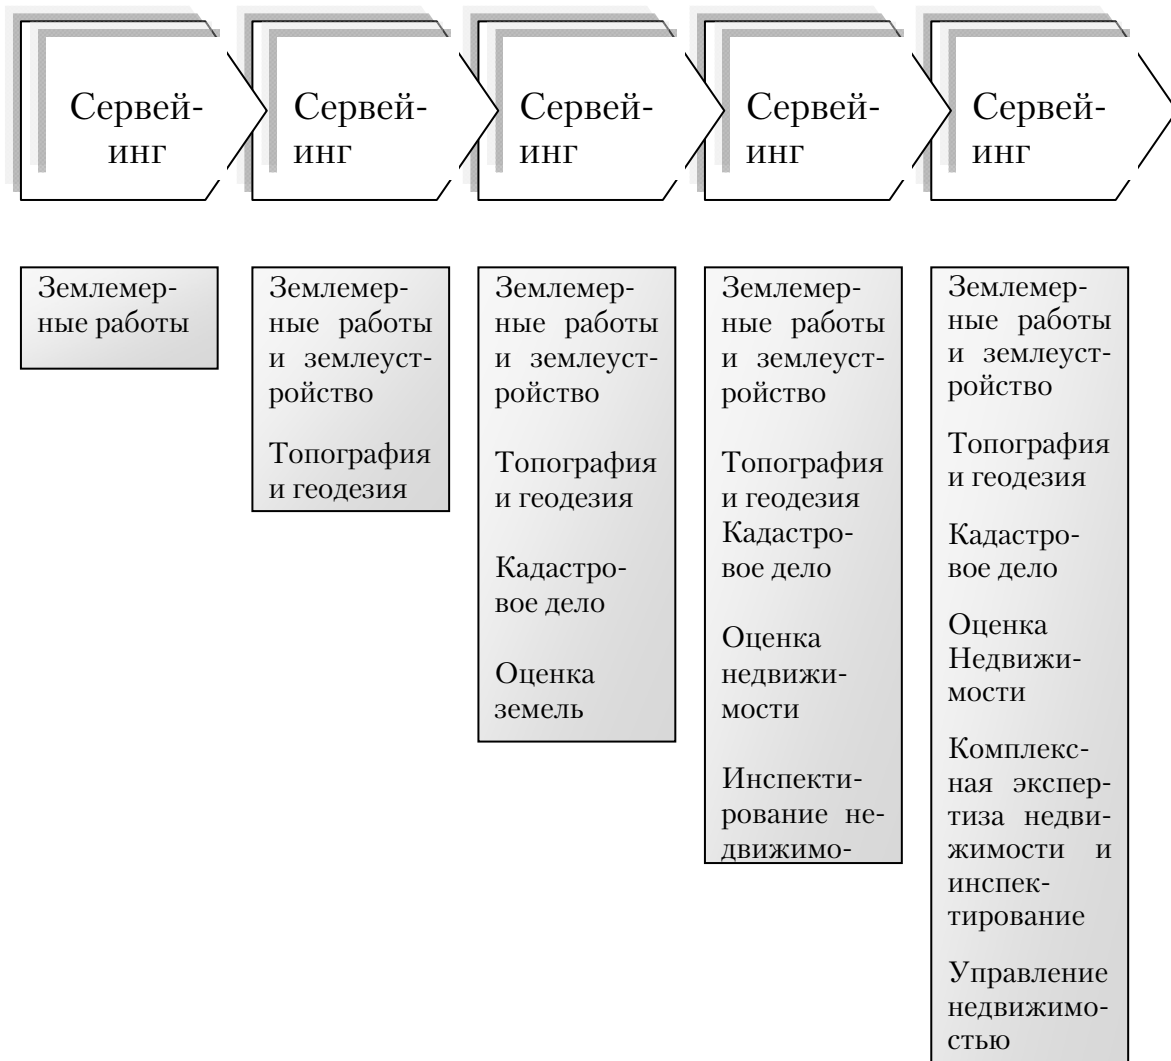 Сервей-
инг
Сервей-
инг
Сервей-
инг
Сервей-
инг
Сервей-
инг
Землемер-
ные работы
Землемер-
ные работы
и землеуст-
ройство
Топография
и геодезия
Землемер-
ные работы
и землеуст-
ройство
Топография
и геодезия
Кадастро-
вое дело
Оценка
земель
Землемер-
ные работы
и землеуст-
ройство
Топография
и геодезия
Кадастро-
вое дело
Оценка
недвижи-
мости
Инспекти-
рование не-
движимо-
Землемер-
ные работы
и землеуст-
ройство
Топография
и геодезия
Кадастро-
вое дело
Оценка
Недвижи-
мости
Комплекс-
ная экспер-
тиза недви-
жимости и
инспек-
тирование
Управление
недвижимо-
стью